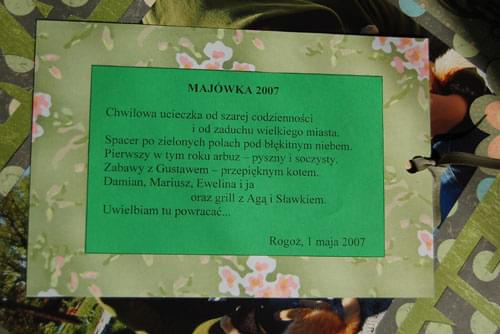 MAJÓWKA 2007
Chwilowa ucieczka od szarej codzienności
i od zaduchu wielkiego miasta.
Spacer po zielonych polach pod błękitnym niebem.
Pierwszy w tym roku arbuz – pyszny i soczysty.
Zabawy z Gustawem – przepięknym kotem.
Damian, Mariusz, Ewelina i ja
oraz grill z Agą i Sławkiem.
Uwielbiam tu powracać...
Rogoż, 1 maja 2007